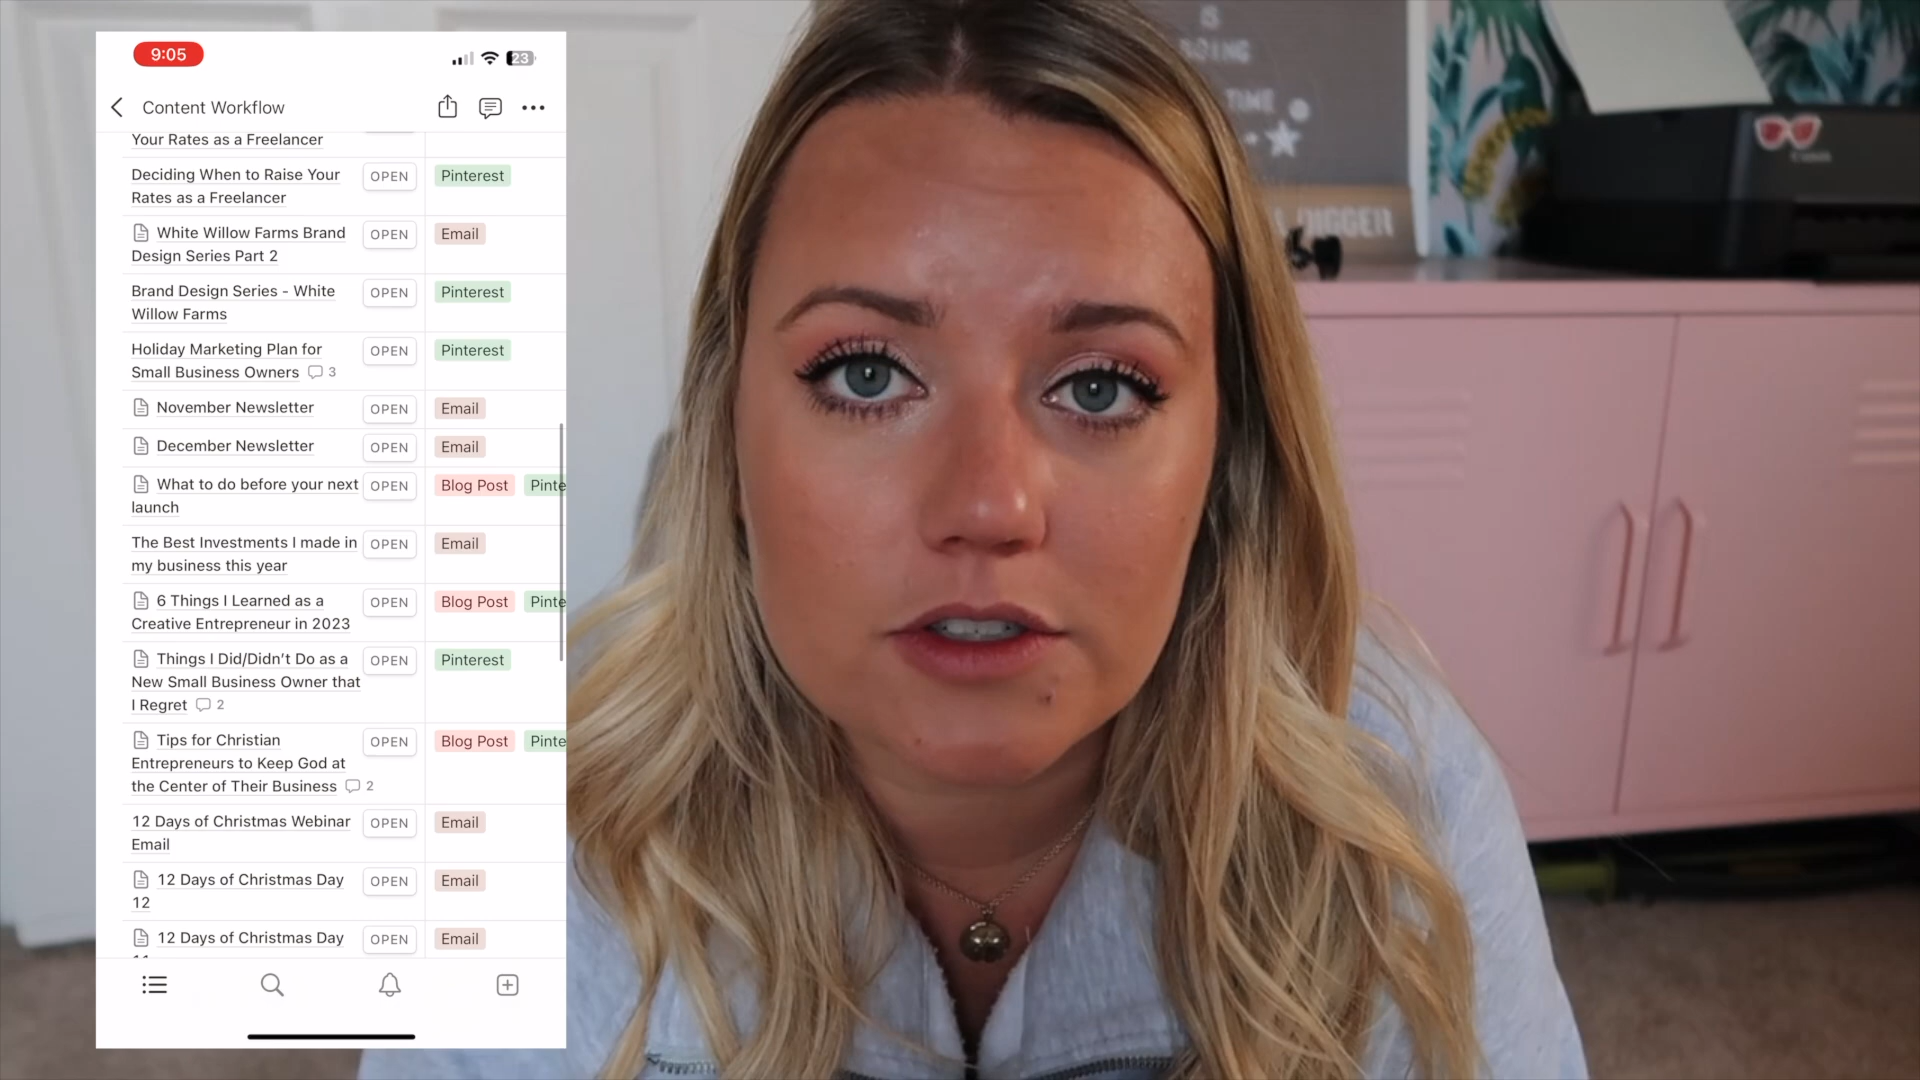 9:05
23
Content Workflow
Your Rates as a Freelancer
Deciding When to Raise Your
Rates as a Freelancer
OPEN
Pinterest
White Willow Farms Brand
Design Series Part 2
OPEN
Email
Brand Design Series - White
Willow Farms
OPEN
Pinterest
Holiday Marketing Plan for
Small Business Owners 3
OPEN
Pinterest
November Newsletter
OPEN
Email
December Newsletter
OPEN
Email
What to do before your next
launch
OPEN
Blog Post Pinte
The Best Investments I made in
my business this year
OPEN
Email
6 Things I Learned as a
Creative Entrepreneur in 2023
OPEN
Blog Post Pinte
Things I Did/Didn't Do as a
New Small Business Owner that
I Regret 2
OPEN
Pinterest
Tips for Christian
Entrepreneurs to Keep God at
the Center of Their Business 2
OPEN
Blog Post Pinte
12 Days of Christmas Webinar
Email
OPEN
Email
12 Days of Christmas Day
12
OPEN
Email
12 Days of Christmas Day
OPEN
Email
IS
TIME
DIGGER